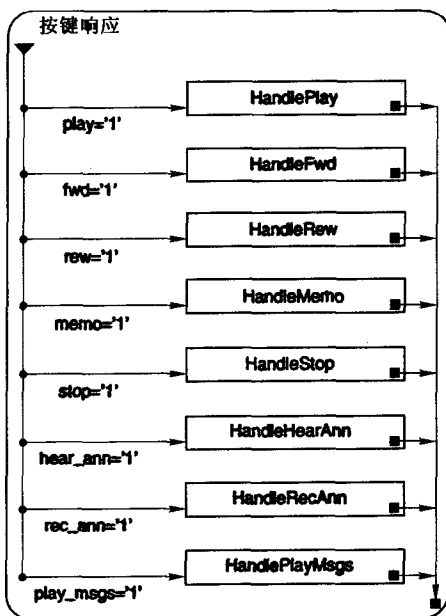 按键响应
HandlePlay
play='1'
HandleFwd
fwd='1'
HandleRew
rew='1'
HandleMemo
memo='1'
HandleStop
stop='1'
HandleHearAnn
hear_ann='1'
HandleRecAnn
rec_ann='1'
HandlePlayMsgs
play_msgs='1'